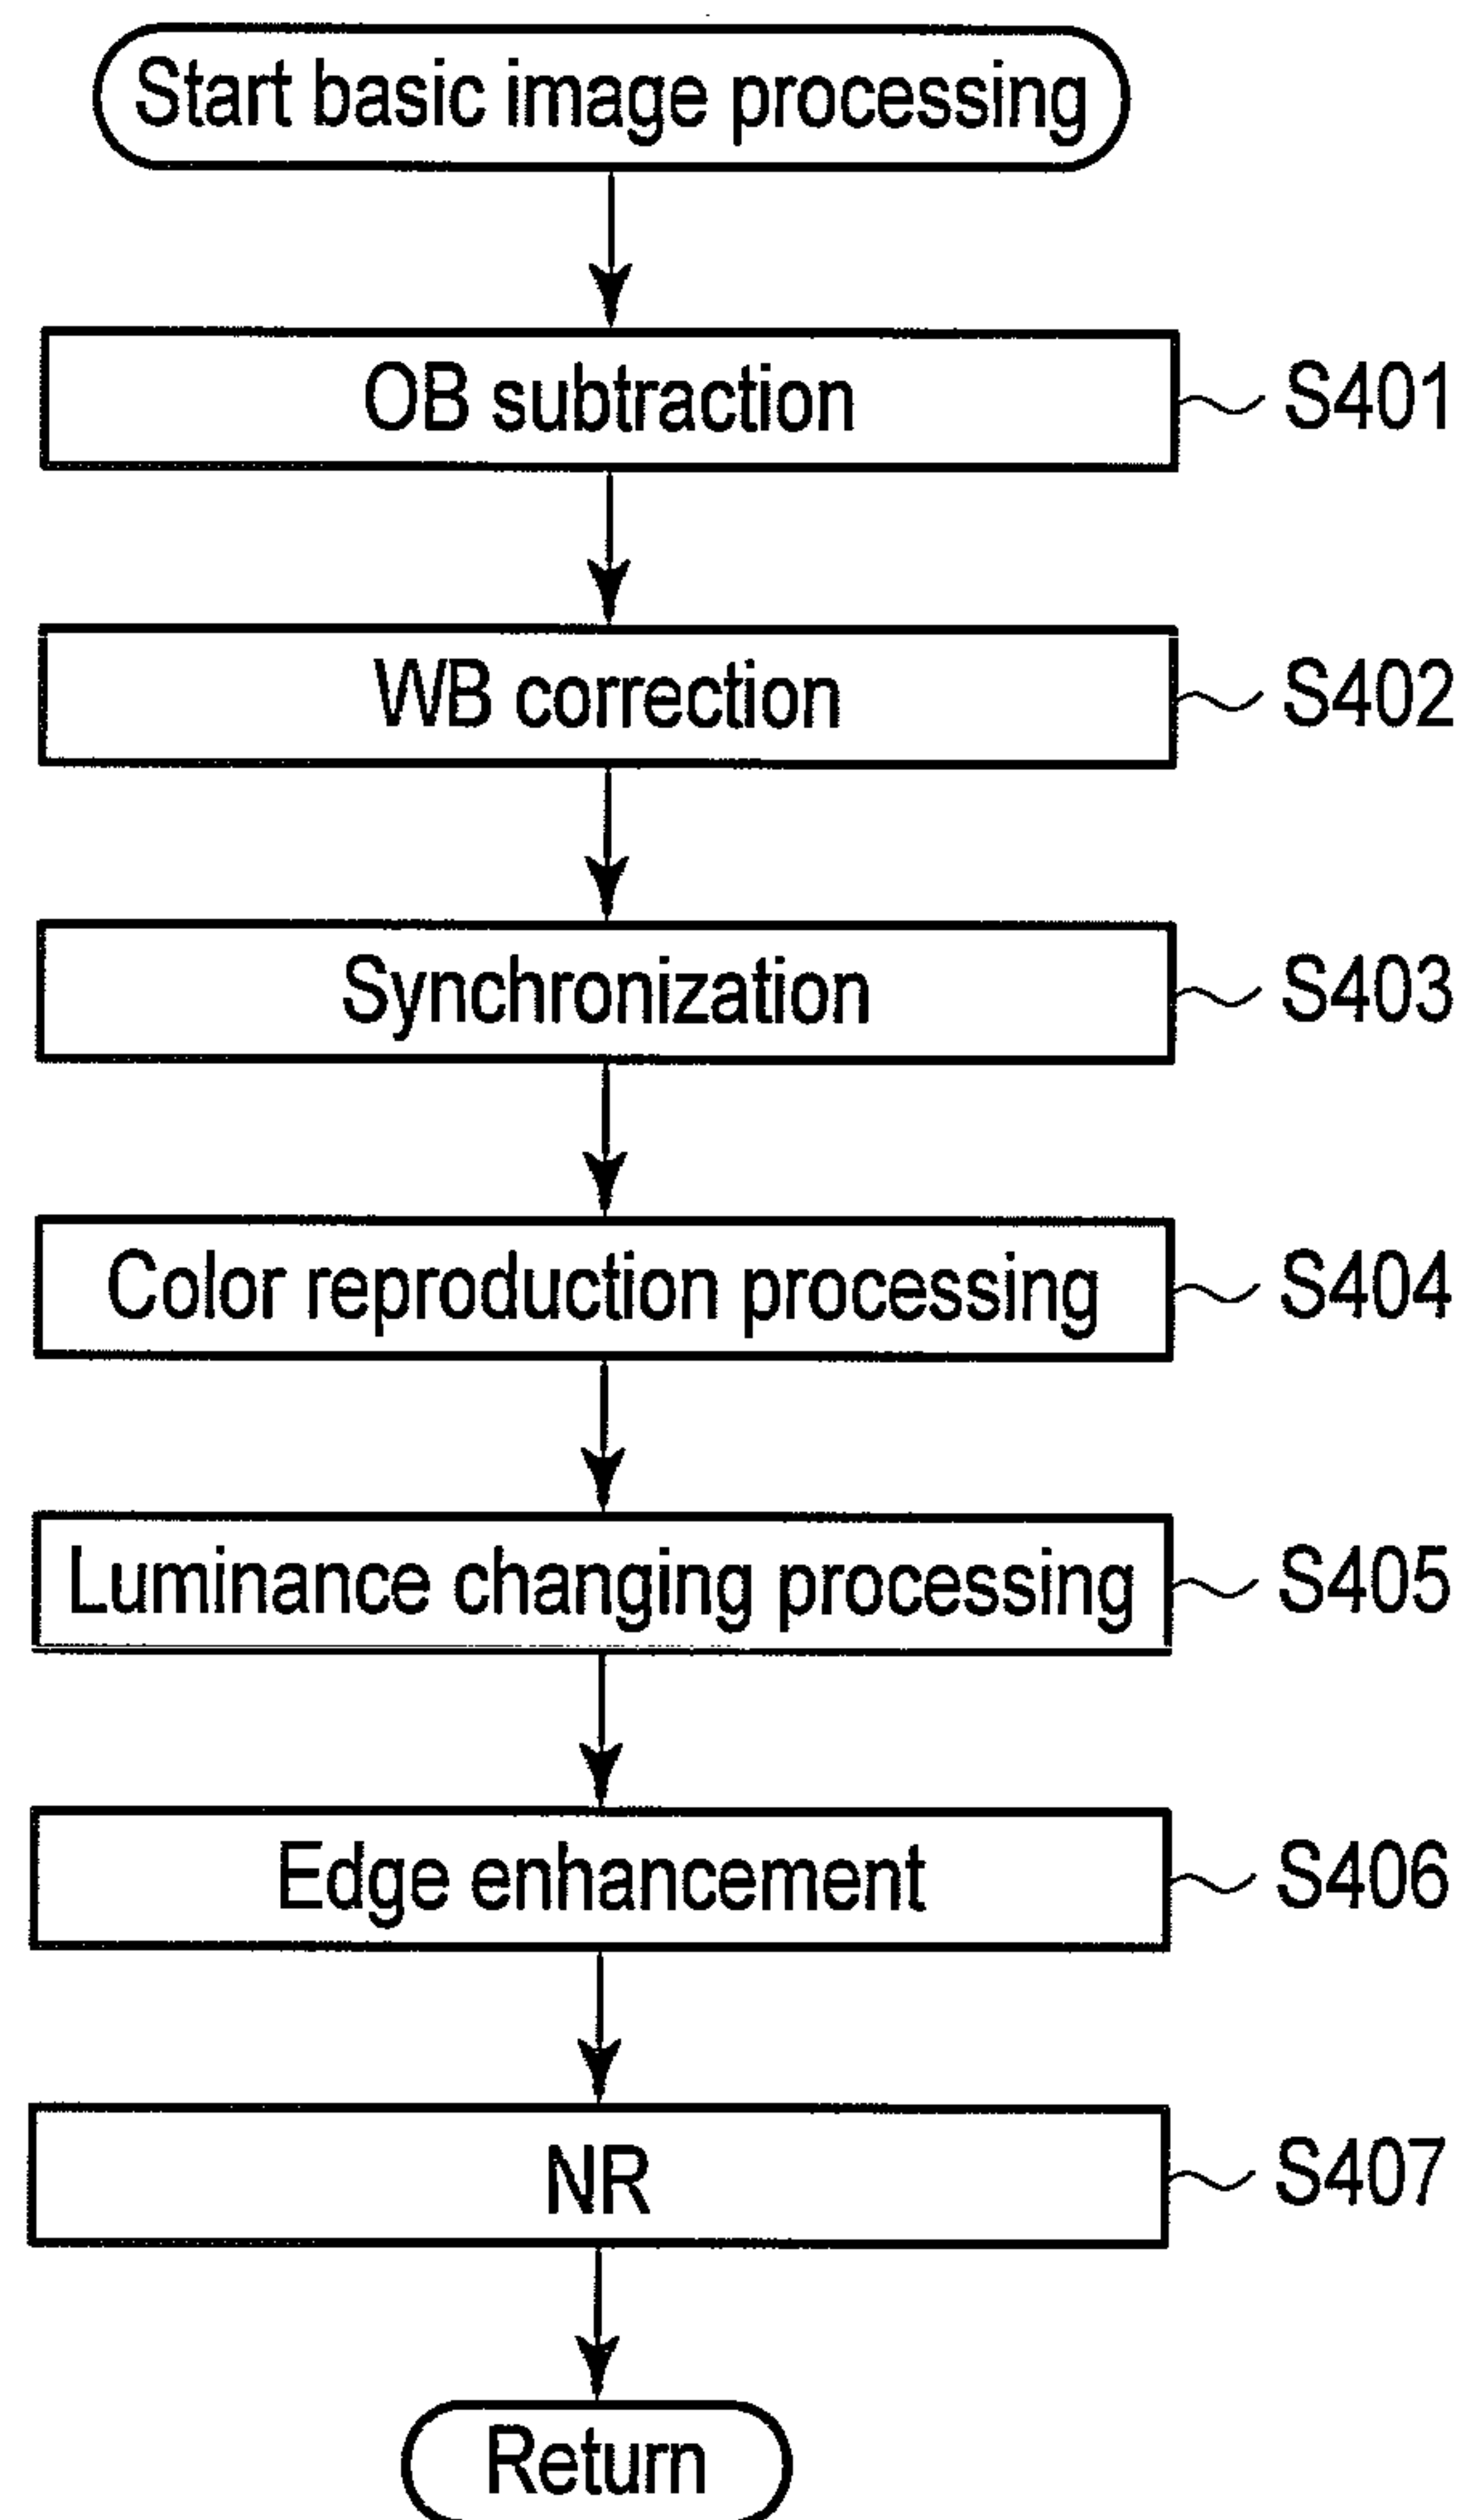 Start basic image processing
OB subtraction
S401
WB correction
S402
Synchronization
S403
Color reproduction processing
S404
Luminance changing processing
S405
Edge enhancement
S406
NR
S407
Return